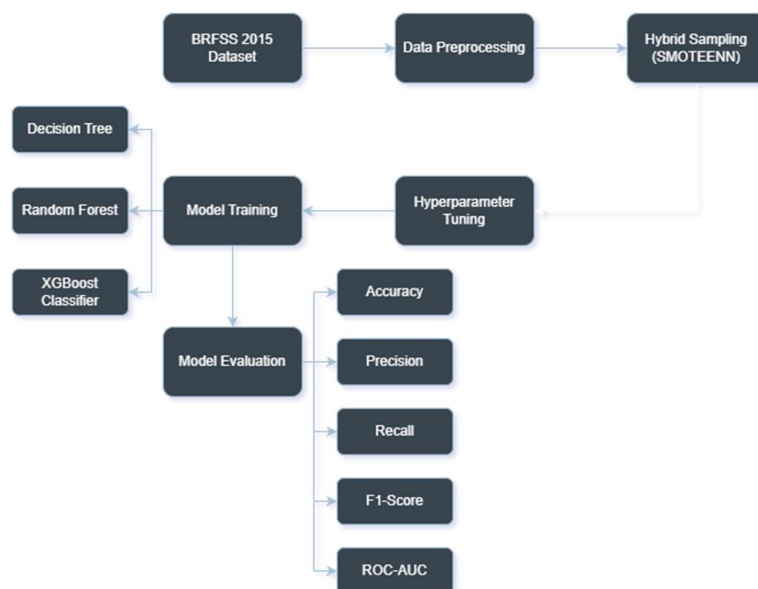 BRFSS 2015
Dataset
Data Preprocessing
Hybrid Sampling
(SMOTEENN)
Decision Tree
Random Forest
XGBoost
Classifier
Model Training
Hyperparameter
Tuning
Model Evaluation
Accuracy
Precision
Recall
F1-Score
ROC-AUC